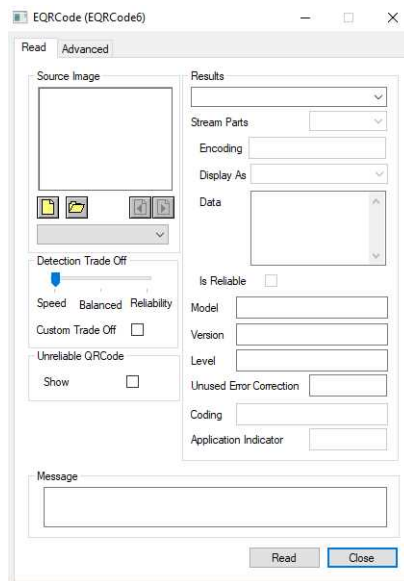 EQRCode (EQRCode6)
Read Advanced
Source Image
Detection Trade Off
Speed Balanced Reliability
Custom Trade Off
Unreliable QRCode
Show
Results
Stream Parts
Encoding
Display As
Data
Is Reliable
Model
Version
Level
Unused Error Correction
Coding
Application Indicator
Message
Read Close